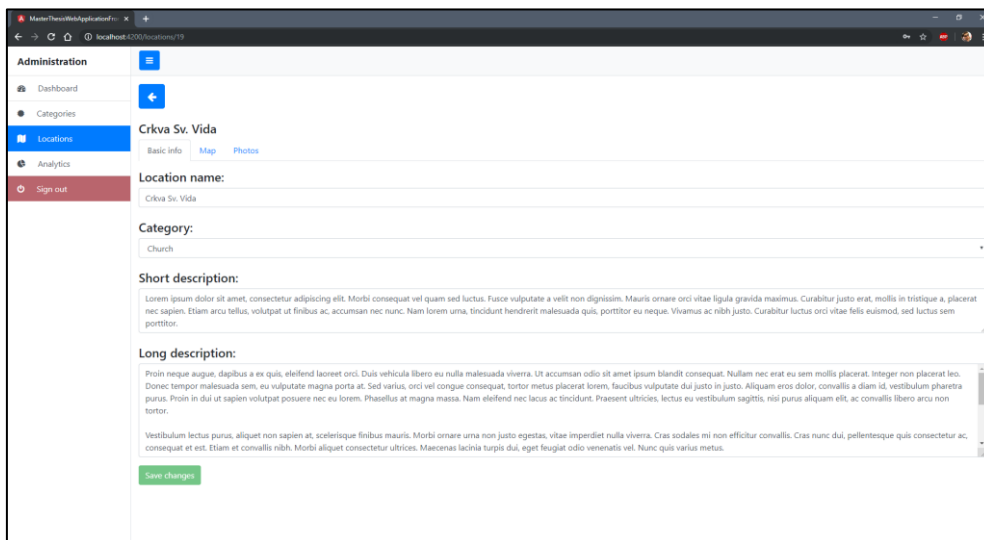 MasterThesisWebApplicationFro
localhost:4200/locations/19
Administration
Dashboard
Categories
Locations
Analytics
Sign out
Crkva Sv. Vida
Basic info Map Photos
Location name:
Crkva Sv. Vida
Category:
Church
Short description:
Lorem ipsum dolor sit amet, consectetur adipiscing elit. Morbi consequat vel quam sed luctus. Fusce vulputate a velit non dignissim. Mauris ornare orci vitae ligula gravida maximus. Curabitur justo erat, mollis in tristique a, placerat
nec sapien. Etiam arcu tellus, volutpat ut finibus ac, accumsan nec nunc. Nam lorem urna, tincidunt hendrerit malesuada quis, porttitor eu neque. Vivamus ac nibh justo. Curabitur luctus orci vitae felis euismod, sed luctus sem
porttitor.
Long description:
Proin neque augue, dapibus a ex quis, eleifend laoreet orci. Duis vehicula libero eu nulla malesuada viverra. Ut accumsan odio sit amet ipsum blandit consequat. Nullam nec erat eu sem mollis placerat. Integer non placerat leo.
Donec tempor malesuada sem, eu vulputate magna porta at. Sed varius, orci vel congue consequat, tortor metus placerat lorem, faucibus vulputate dui justo in justo. Aliquam eros dolor, convallis a diam id, vestibulum pharetra
purus. Proin in dui ut sapien volutpat posuere nec eu lorem. Phasellus at magna massa. Nam eleifend nec lacus ac tincidunt. Praesent ultricies, lectus eu vestibulum sagittis, nisi purus aliquam elit, ac convallis libero arcu non
tortor.
Vestibulum lectus purus, aliquet non sapien at, scelerisque finibus mauris. Morbi ornare urna non justo egestas, vitae imperdiet nulla viverra. Cras sodales mi non efficitur convallis. Cras nunc dui, pellentesque quis consectetur ac,
consequat et est. Etiam et convallis nibh. Morbi aliquet consectetur ultrices. Maecenas lacinia turpis dui, eget feugiat odio venenatis vel. Nunc quis varius metus.
Save changes